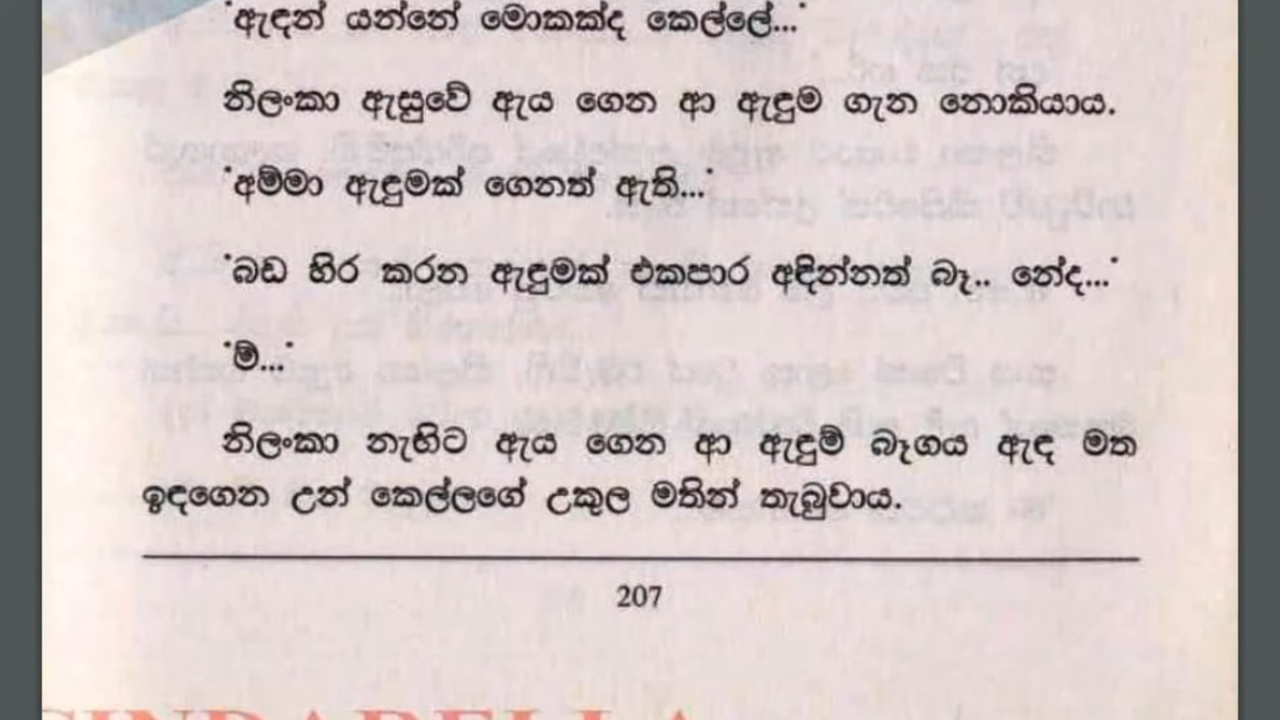 'ඇඳන් යන්නේ මොකක්ද කෙල්ලේ...'
නිලංකා ඇසුවේ ඇය ගෙන ආ ඇඳුම ගැන නොකියාය.
'අම්මා ඇඳුමක් ගෙනත් ඇති...'
'බඩ හිර කරන ඇඳුමක් එකපාර අඳින්නත් බෑ.. නේද...'
'ම්...'
නිලංකා නැඟිට ඇය ගෙන ආ ඇඳුම් බෑගය ඇඳ මත
ඉඳගෙන උන් කෙල්ලගේ උකුල මතින් තැබුවාය.
207
CINDARELLA